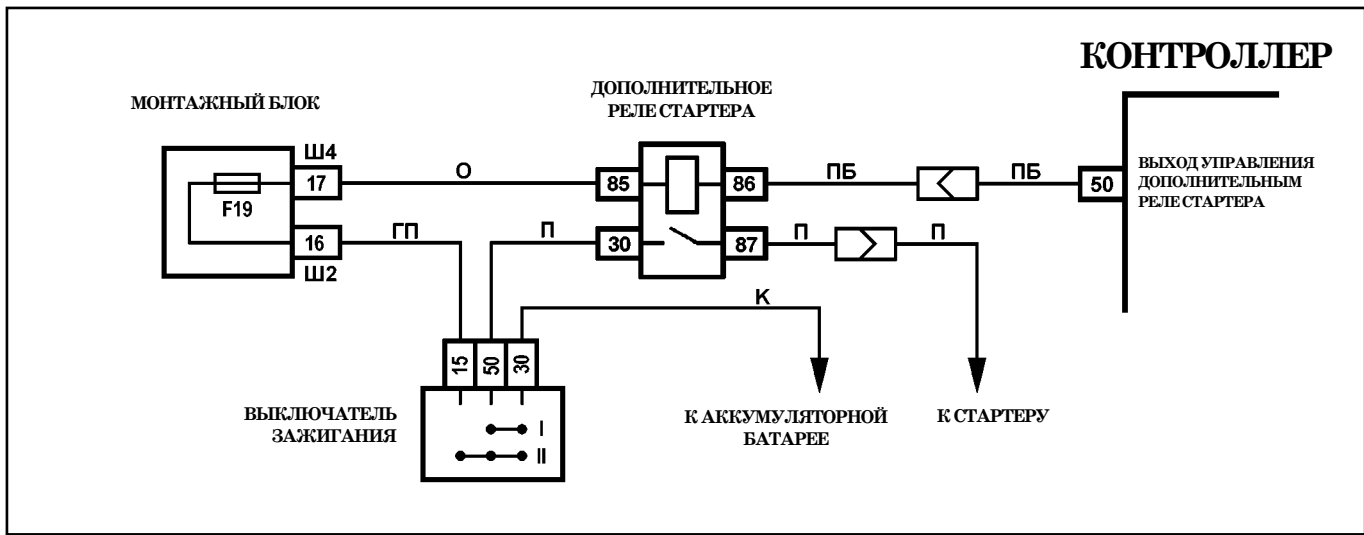 КОНТРОЛЛЕР
МОНТАЖНЫЙ БЛОК
ДОПОЛНИТЕЛЬНОЕ
РЕЛЕ СТАРТЕРА
Ш4
17
F19
16
Ш2
О
ГП
П
85
86
30
87
ПБ
ПБ
50
П
П
ВЫХОД УПРАВЛЕНИЯ
ДОПОЛНИТЕЛЬНЫМ
РЕЛЕ СТАРТЕРА
К
15
50
30
ВЫКЛЮЧАТЕЛЬ
ЗАЖИГАНИЯ
I
II
К АККУМУЛЯТОРНОЙ
БАТАРЕЕ
К СТАРТЕРУ